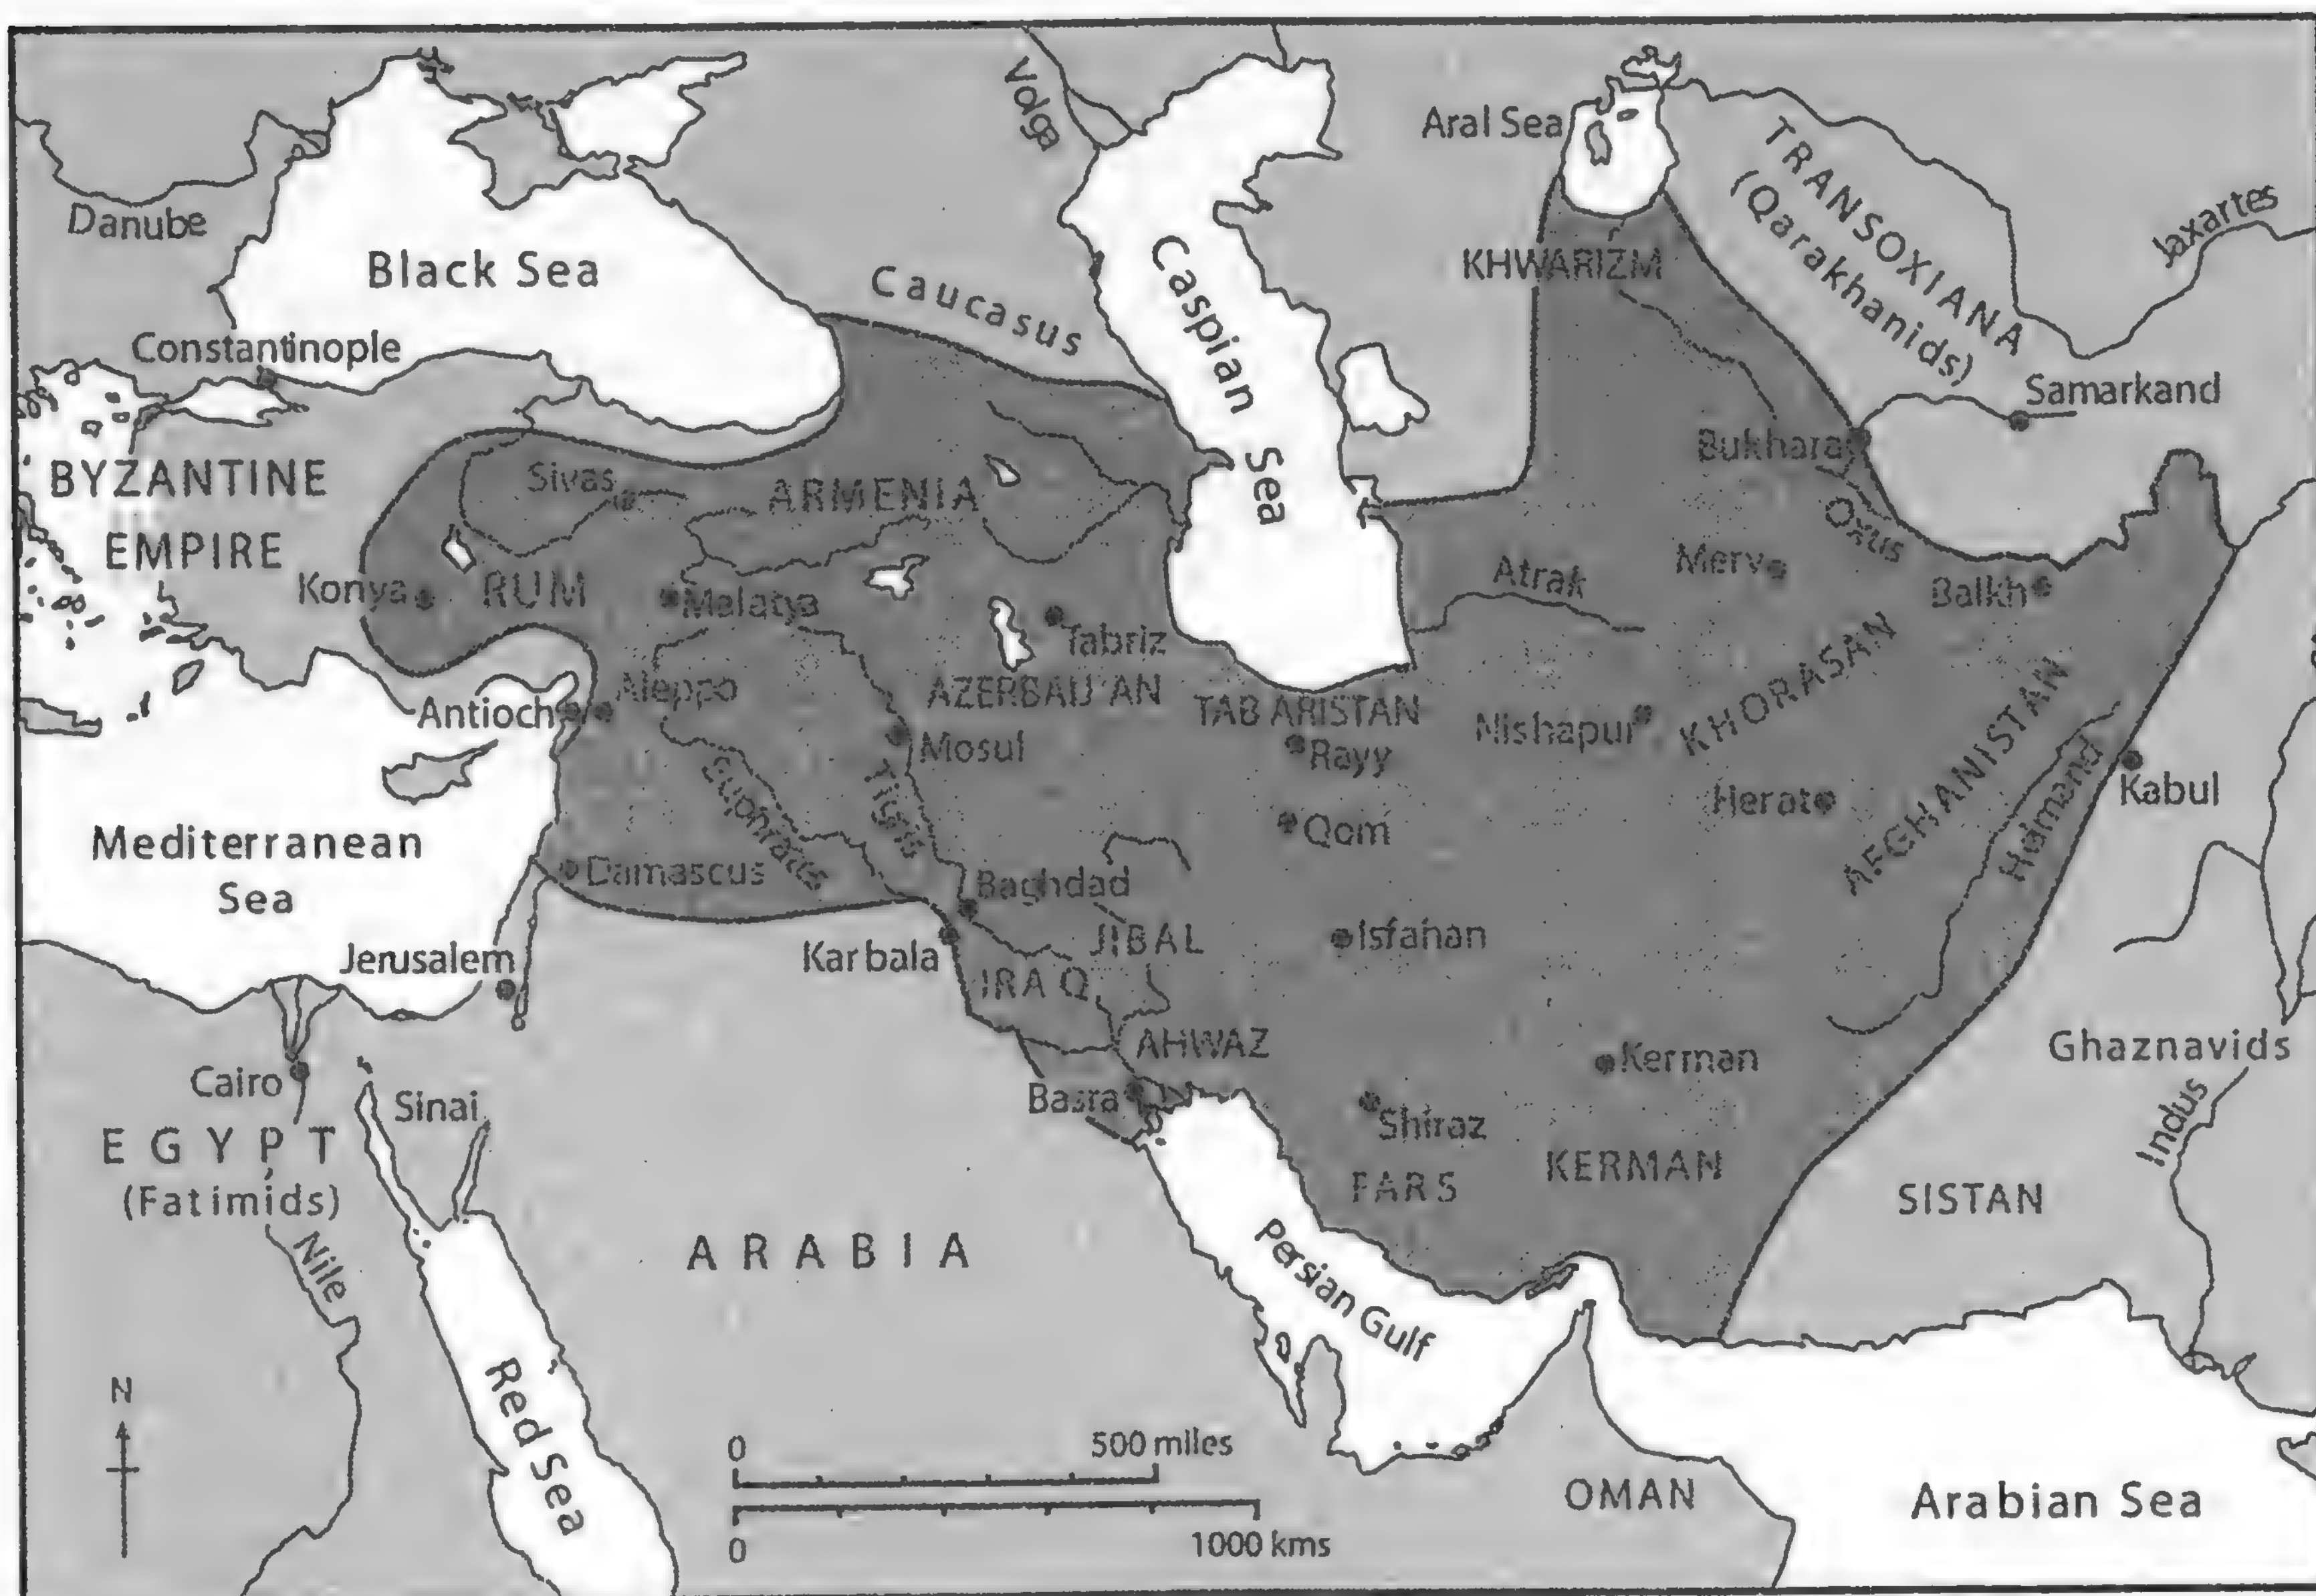 Volga
Aral Sea
TRANSOXIANA
(Qarakhanids)
Jaxartes
Danube
Black Sea
Caucasus
Caspian Sea
KHWARIZM
Constantinople
Samarkand
Bukhara
BYZANTINE
EMPIRE
Sivas
ARMENIA
Oxus
Konya
RUM
Malatya
Atrak
Merv
Balkh
Tabriz
Aleppo
AZERBAIJAN
TABARISTAN
Antioch
Mosul
Rayy
Nishapur
KHORASAN
AFGHANISTAN
Helmand
Kabul
Euphrates
Tigris
Qom
Herat
Mediterranean
Sea
Damascus
Baghdad
JIBAL
Isfahan
Jerusalem
Karbala
IRAQ
AHWAZ
Ghaznavids
Kerman
Cairo
Sinai
Basra
Shiraz
Indus
EGYPT
(Fatimids)
KERMAN
FARS
SISTAN
Nile
ARABIA
Persian Gulf
Red Sea
N
0
500 miles
0
1000 kms
OMAN
Arabian Sea